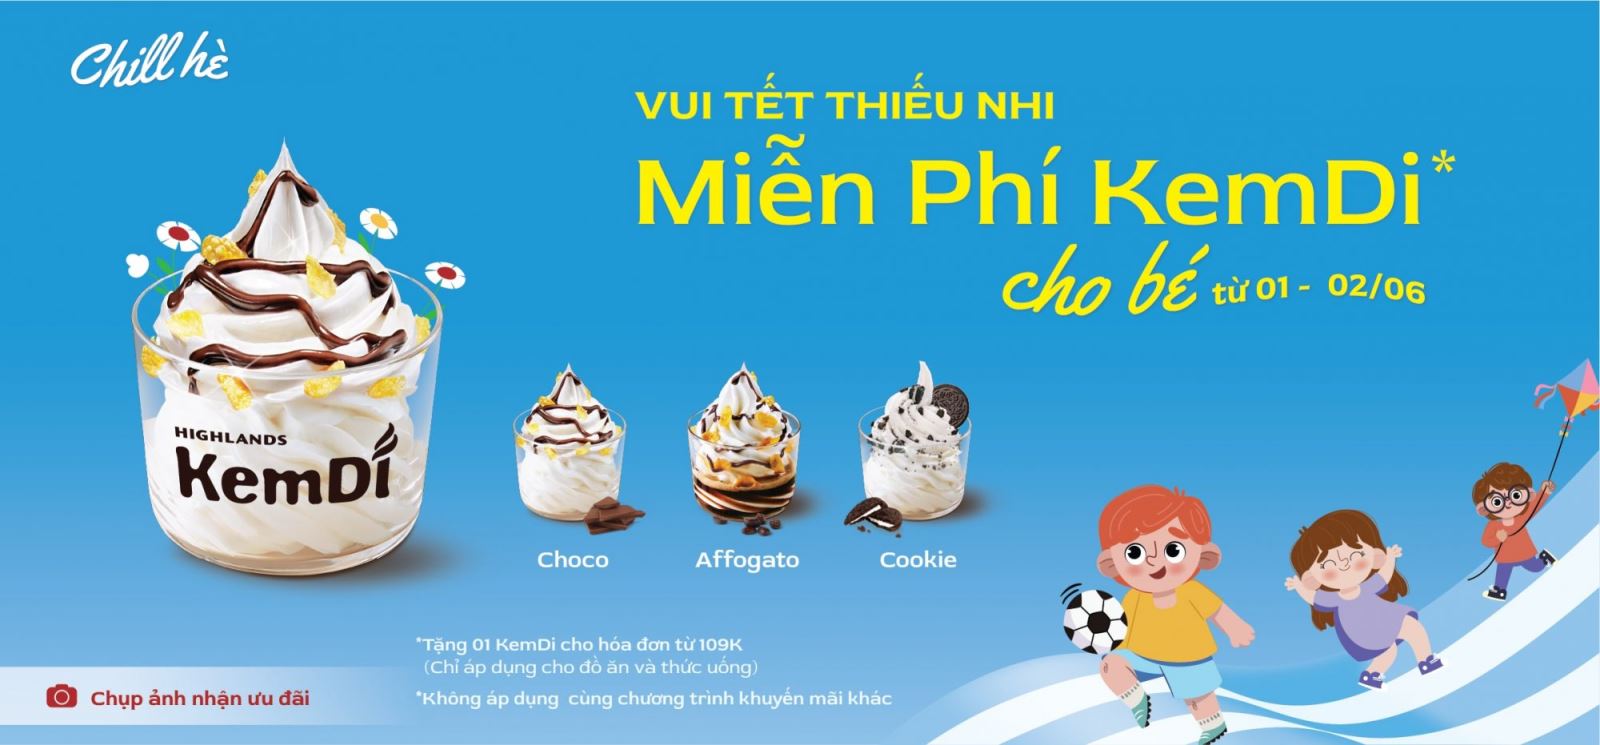 Chill hè
VUI TẾT THIẾU NHI
Miễn Phí KemDi*
cho bé từ 01 - 02/06
HIGHLANDS
KemDi
Choco
Affogato
Cookie
*Tặng 01 KemDi cho hóa đơn từ 109K
(Chỉ áp dụng cho đồ ăn và thức uống)
*Không áp dụng cùng chương trình khuyến mãi khác
Chụp ảnh nhận ưu đãi